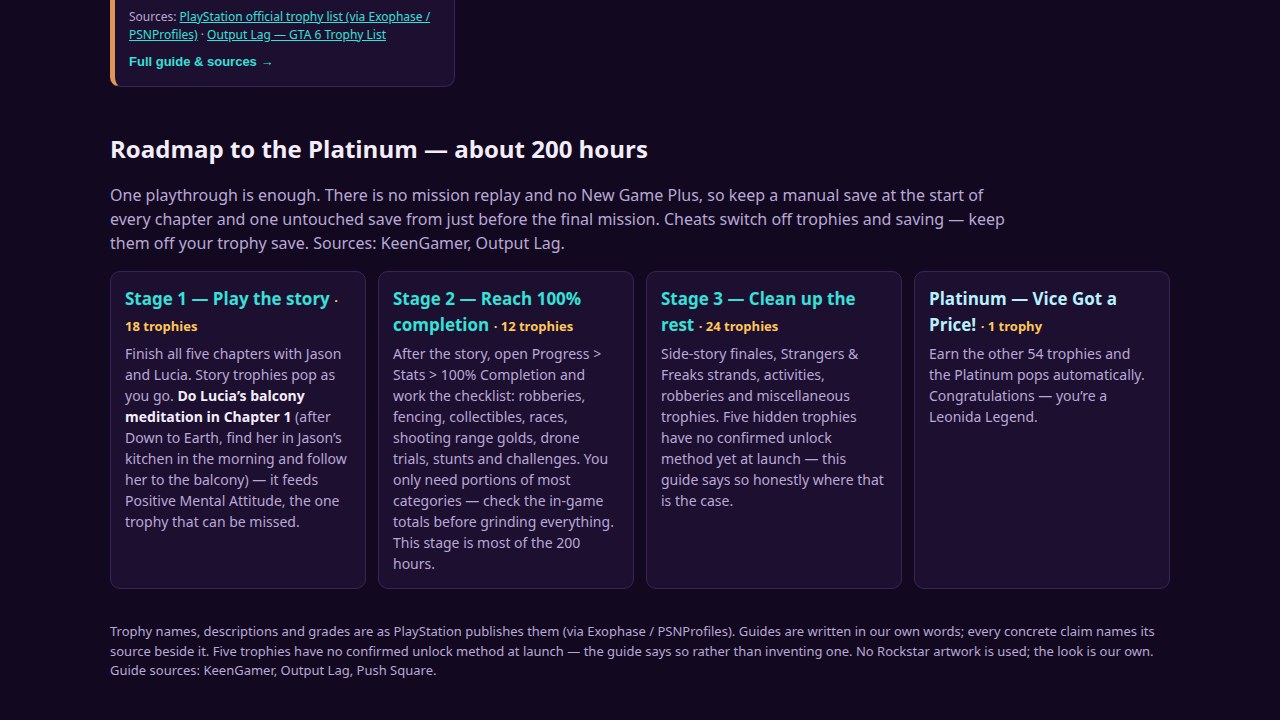 Sources: PlayStation official trophy list (via Exophase /
PSNProfiles) · Output Lag — GTA 6 Trophy List
Full guide & sources →
Roadmap to the Platinum — about 200 hours
One playthrough is enough. There is no mission replay and no New Game Plus, so keep a manual save at the start of
every chapter and one untouched save from just before the final mission. Cheats switch off trophies and saving — keep
them off your trophy save. Sources: KeenGamer, Output Lag.
Stage 1 — Play the story ·
18 trophies
Finish all five chapters with Jason
and Lucia. Story trophies pop as
you go. Do Lucia’s balcony
meditation in Chapter 1 (after
Down to Earth, find her in Jason’s
kitchen in the morning and follow
her to the balcony) — it feeds
Positive Mental Attitude, the one
trophy that can be missed.
Stage 2 — Reach 100%
completion · 12 trophies
After the story, open Progress >
Stats > 100% Completion and
work the checklist: robberies,
fencing, collectibles, races,
shooting range golds, drone
trials, stunts and challenges. You
only need portions of most
categories — check the in-game
totals before grinding everything.
This stage is most of the 200
hours.
Stage 3 — Clean up the
rest · 24 trophies
Side-story finales, Strangers &
Freaks strands, activities,
robberies and miscellaneous
trophies. Five hidden trophies
have no confirmed unlock
method yet at launch — this
guide says so honestly where that
is the case.
Platinum — Vice Got a
Price! · 1 trophy
Earn the other 54 trophies and
the Platinum pops automatically.
Congratulations — you’re a
Leonida Legend.
Trophy names, descriptions and grades are as PlayStation publishes them (via Exophase / PSNProfiles). Guides are written in our own words; every concrete claim names its
source beside it. Five trophies have no confirmed unlock method at launch — the guide says so rather than inventing one. No Rockstar artwork is used; the look is our own.
Guide sources: KeenGamer, Output Lag, Push Square.